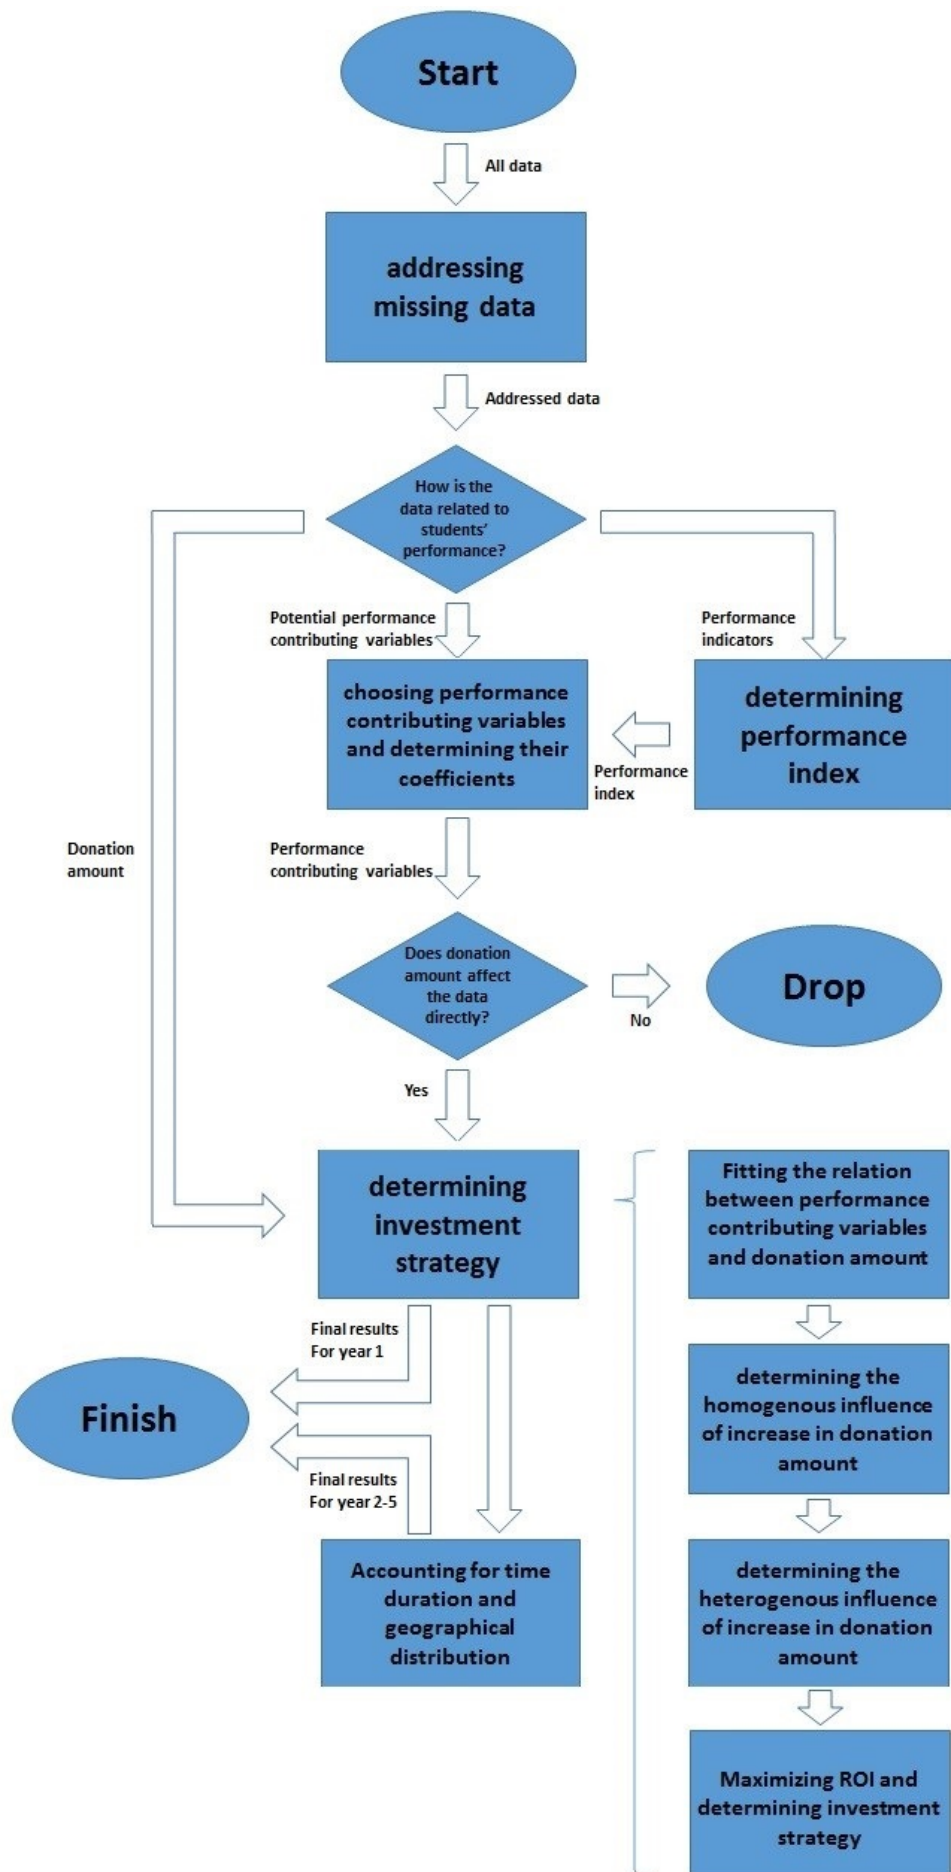 Start
All data
addressing
missing data
Addressed data
How is the
data related to
students'
performance?
Potential performance
contributing variables
Performance
indicators
choosing performance
contributing variables
and determining their
coefficients
Performance
index
determining
performance
index
Donation
amount
Performance
contributing variables
Does donation
amount affect
the data
directly?
No
Drop
Yes
determining
investment
strategy
Final results
For year 1
Finish
Final results
For year 2-5
Accounting for time
duration and
geographical
distribution
Fitting the relation
between performance
contributing variables
and donation amount
determining the
homogenous influence
of increase in donation
amount
determining the
heterogenous influence
of increase in donation
amount
Maximizing ROI and
determining investment
strategy